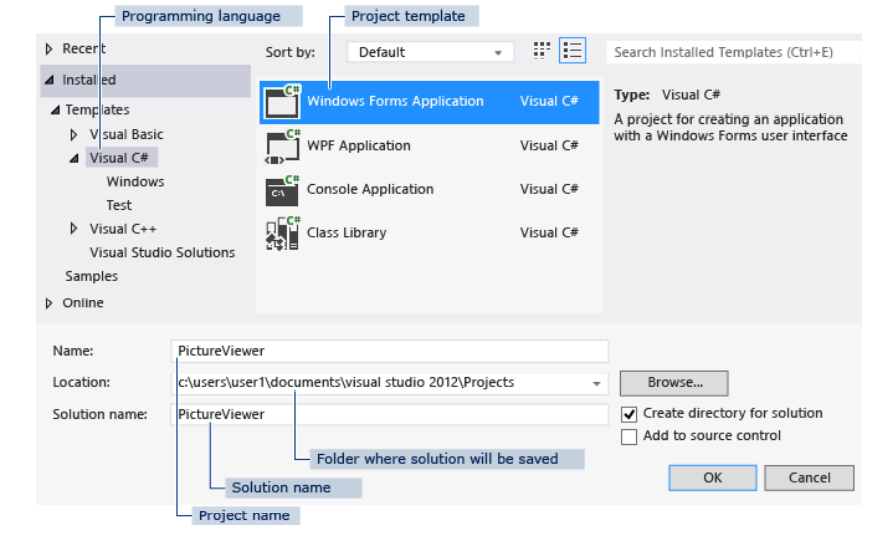 Programming language
Project template
Recent
Installed
Templates
Visual Basic
Visual C#
Windows
Test
Visual C++
Visual Studio Solutions
Samples
Online
Sort by: Default
C# Windows Forms Application Visual C#
C# WPF Application Visual C#
C# C:\ Console Application Visual C#
C# Class Library Visual C#
Search Installed Templates (Ctrl+E)
Type: Visual C#
A project for creating an application
with a Windows Forms user interface
Name: PictureViewer
Location: c:\users\user1\documents\visual studio 2012\Projects Browse...
Solution name: PictureViewer
Create directory for solution
Add to source control
Folder where solution will be saved
OK Cancel
Solution name
Project name